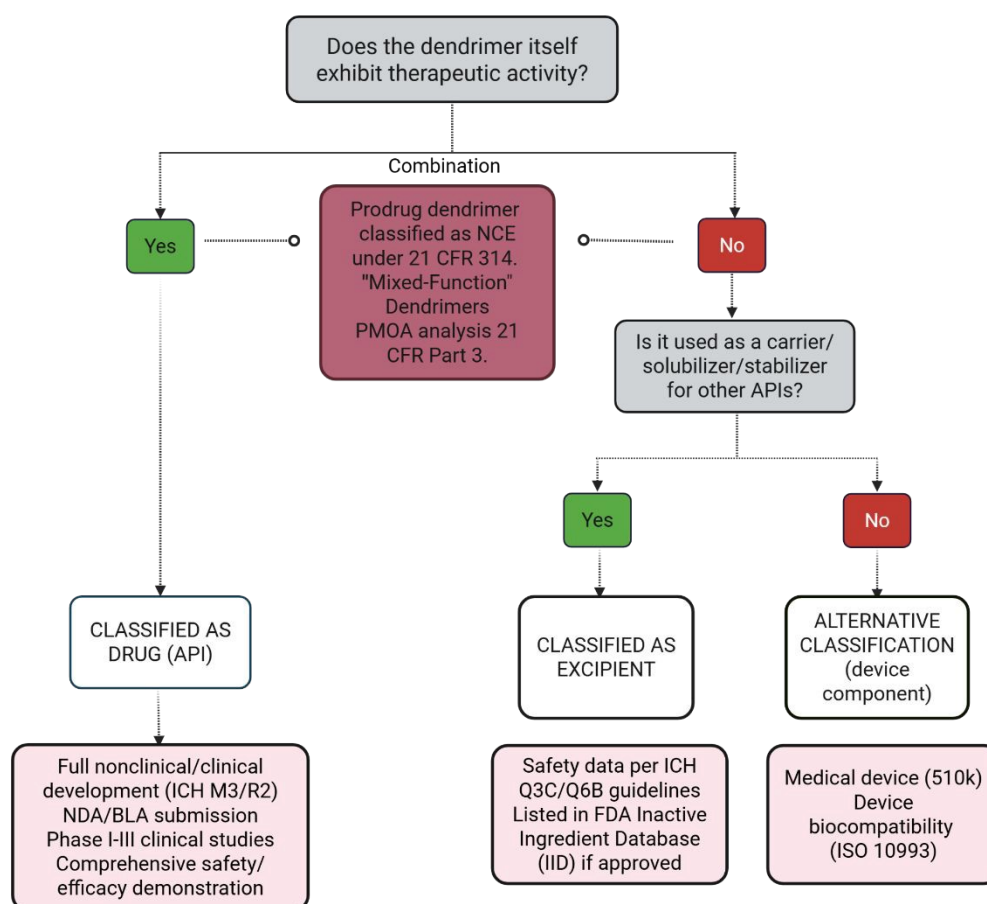 Does the dendrimer itself
exhibit therapeutic activity?
Combination
Prodrug dendrimer
classified as NCE
under 21 CFR 314.
"Mixed-Function"
Dendrimers
PMOA analysis 21
CFR Part 3.
Yes
No
Is it used as a carrier/
solubilizer/stabilizer
for other APIs?
Yes
No
CLASSIFIED AS
DRUG (API)
CLASSIFIED AS
EXCIPIENT
ALTERNATIVE
CLASSIFICATION
(device
component)
Full nonclinical/clinical
development (ICH M3/R2)
NDA/BLA submission
Phase I-III clinical studies
Comprehensive safety/
efficacy demonstration
Safety data per ICH
Q3C/Q6B guidelines
Listed in FDA Inactive
Ingredient Database
(IID) if approved
Medical device (510k)
Device
biocompatibility
(ISO 10993)